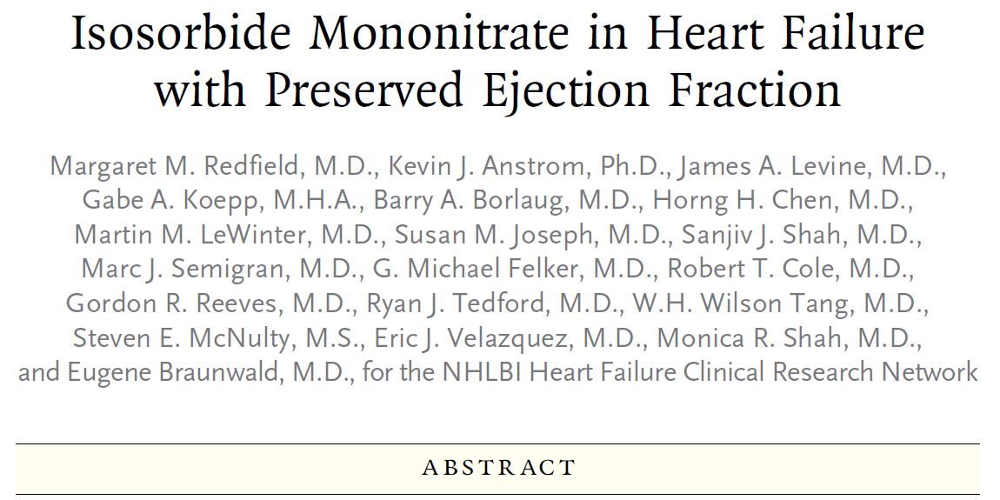 Isosorbide Mononitrate in Heart Failure
with Preserved Ejection Fraction
Margaret M. Redfield, M.D., Kevin J. Anstrom, Ph.D., James A. Levine, M.D.,
Gabe A. Koepp, M.H.A., Barry A. Borlaug, M.D., Horng H. Chen, M.D.,
Martin M. LeWinter, M.D., Susan M. Joseph, M.D., Sanjiv J. Shah, M.D.,
Marc J. Semigran, M.D., G. Michael Felker, M.D., Robert T. Cole, M.D.,
Gordon R. Reeves, M.D., Ryan J. Tedford, M.D., W.H. Wilson Tang, M.D.,
Steven E. McNulty, M.S., Eric J. Velazquez, M.D., Monica R. Shah, M.D.,
and Eugene Braunwald, M.D., for the NHLBI Heart Failure Clinical Research Network
ABSTRACT